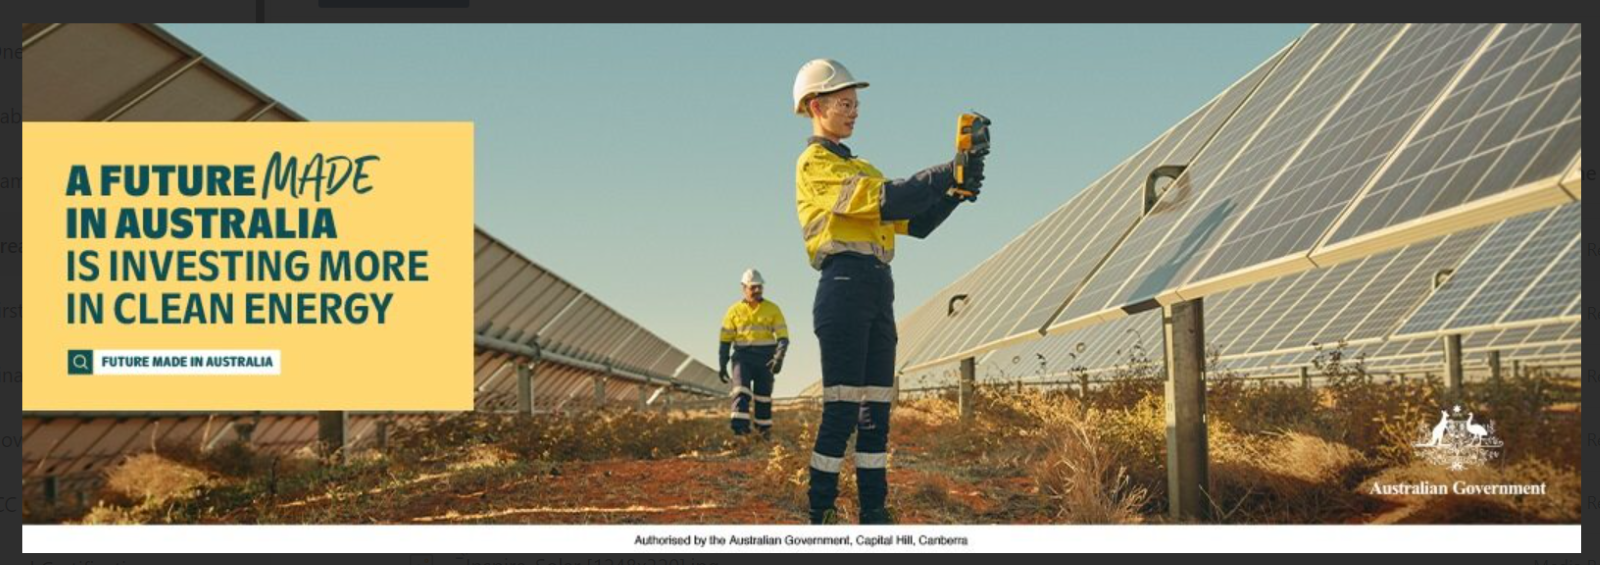 A FUTURE MADE
IN AUSTRALIA
IS INVESTING MORE
IN CLEAN ENERGY
FUTURE MADE IN AUSTRALIA
Australian Government
Authorised by the Australian Government, Capital Hill, Canberra